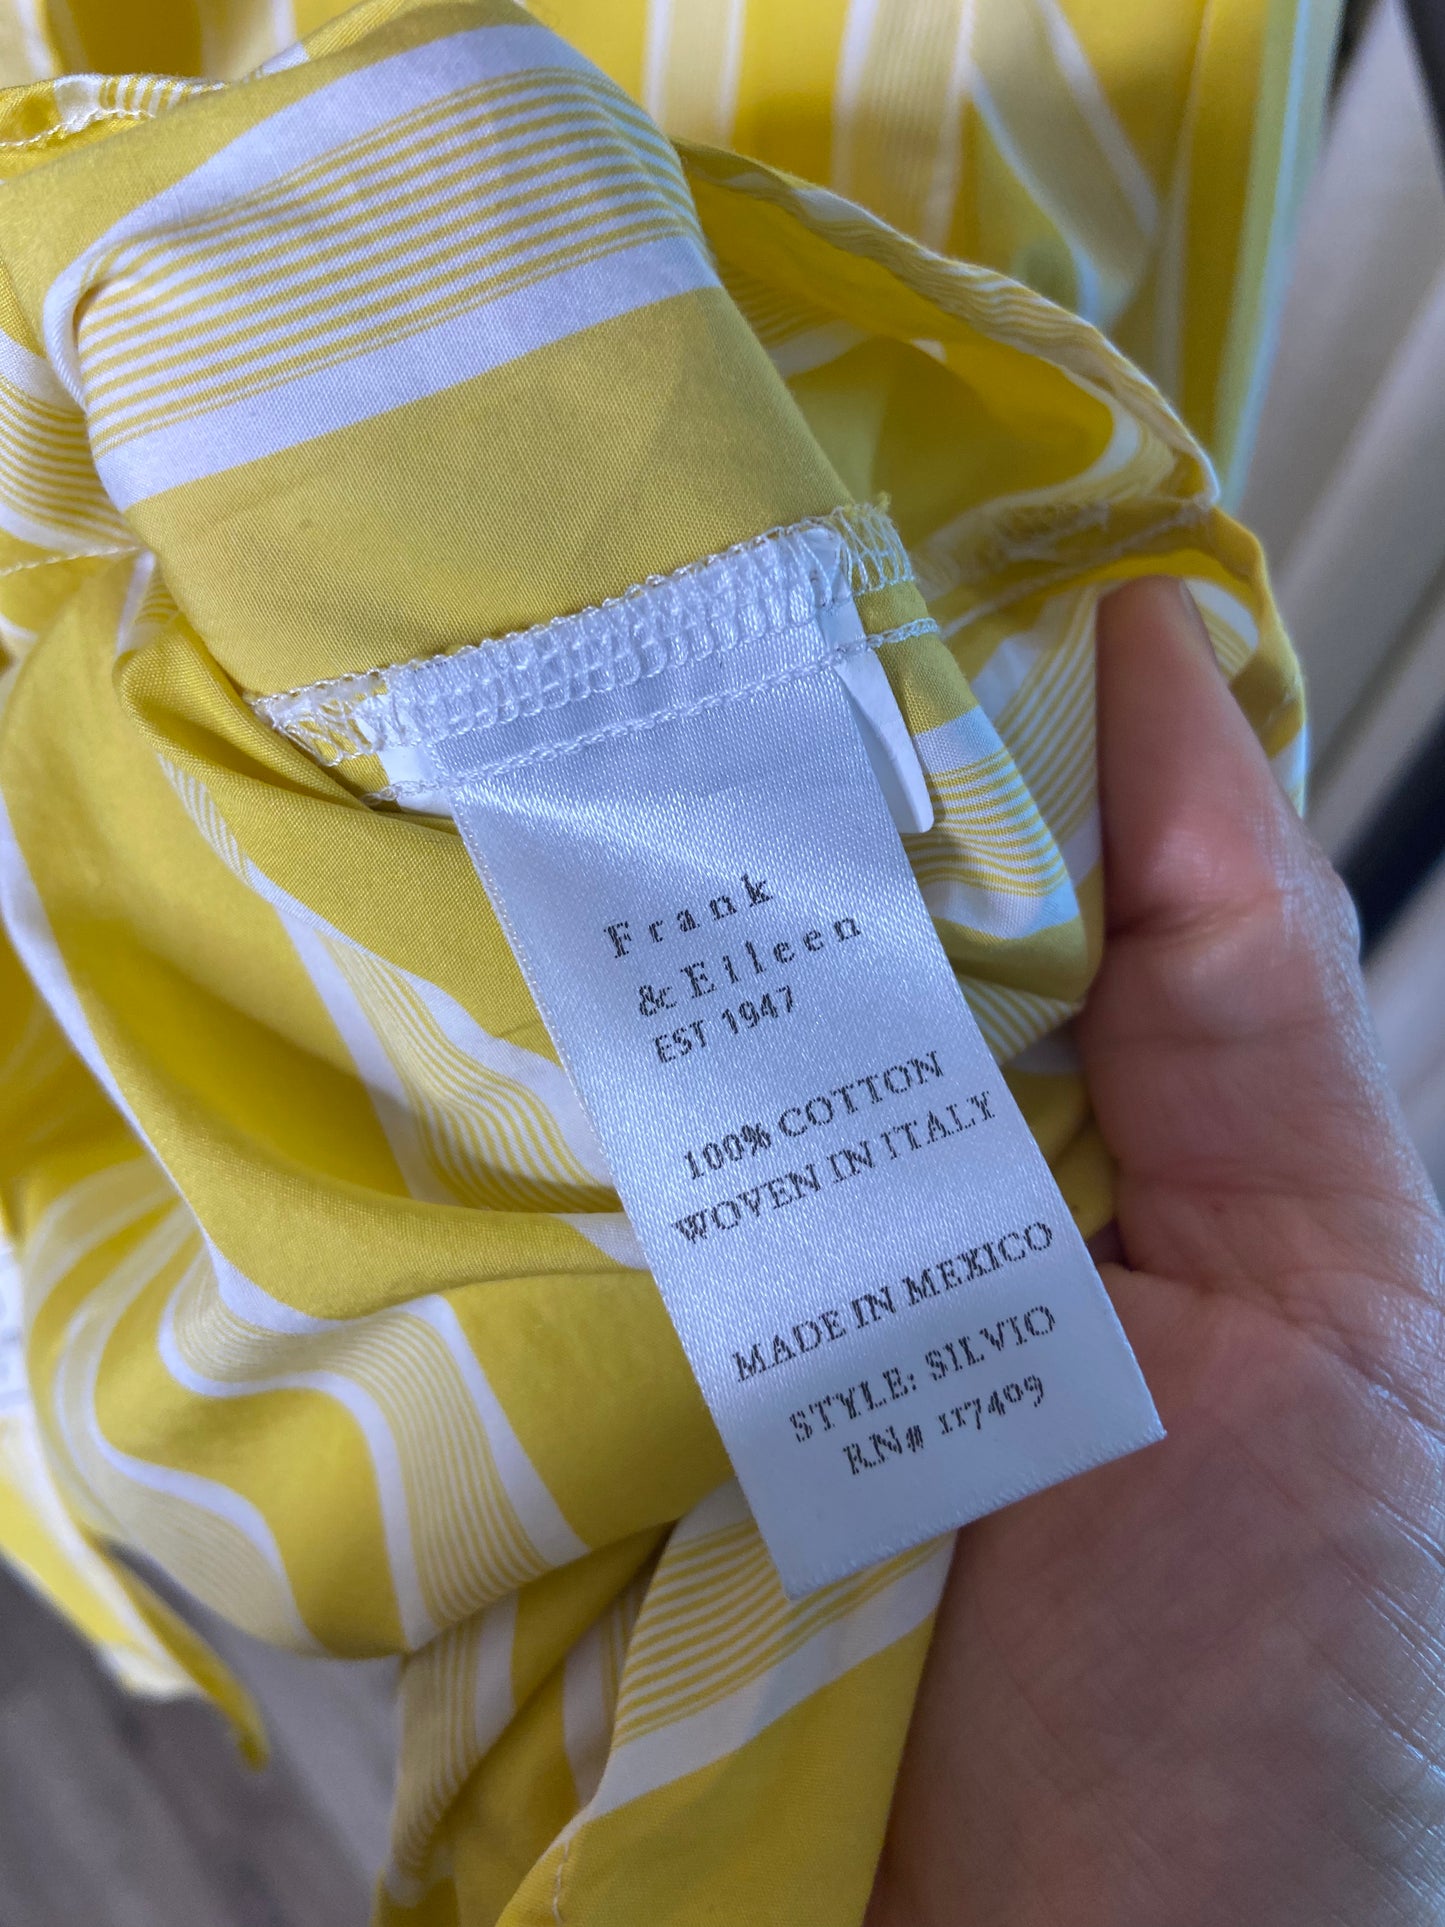 Frank
& Eileen
EST 1947
100% COTTON
WOVEN IN ITALY
MADE IN MEXICO
STYLE: SILVIO
RN# 117409